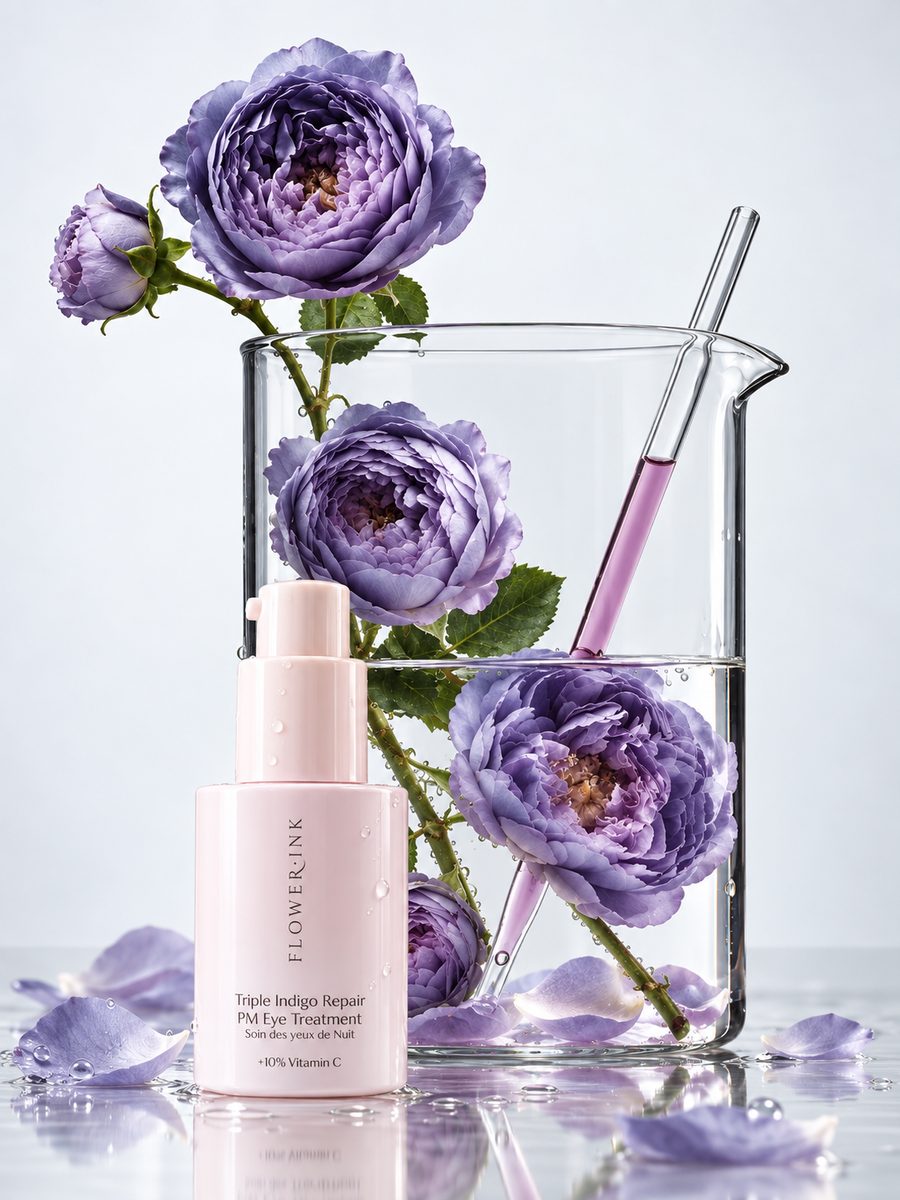 FLOWER·INK
Triple Indigo Repair
PM Eye Treatment
Soin des yeux de Nuit
+10% Vitamin C